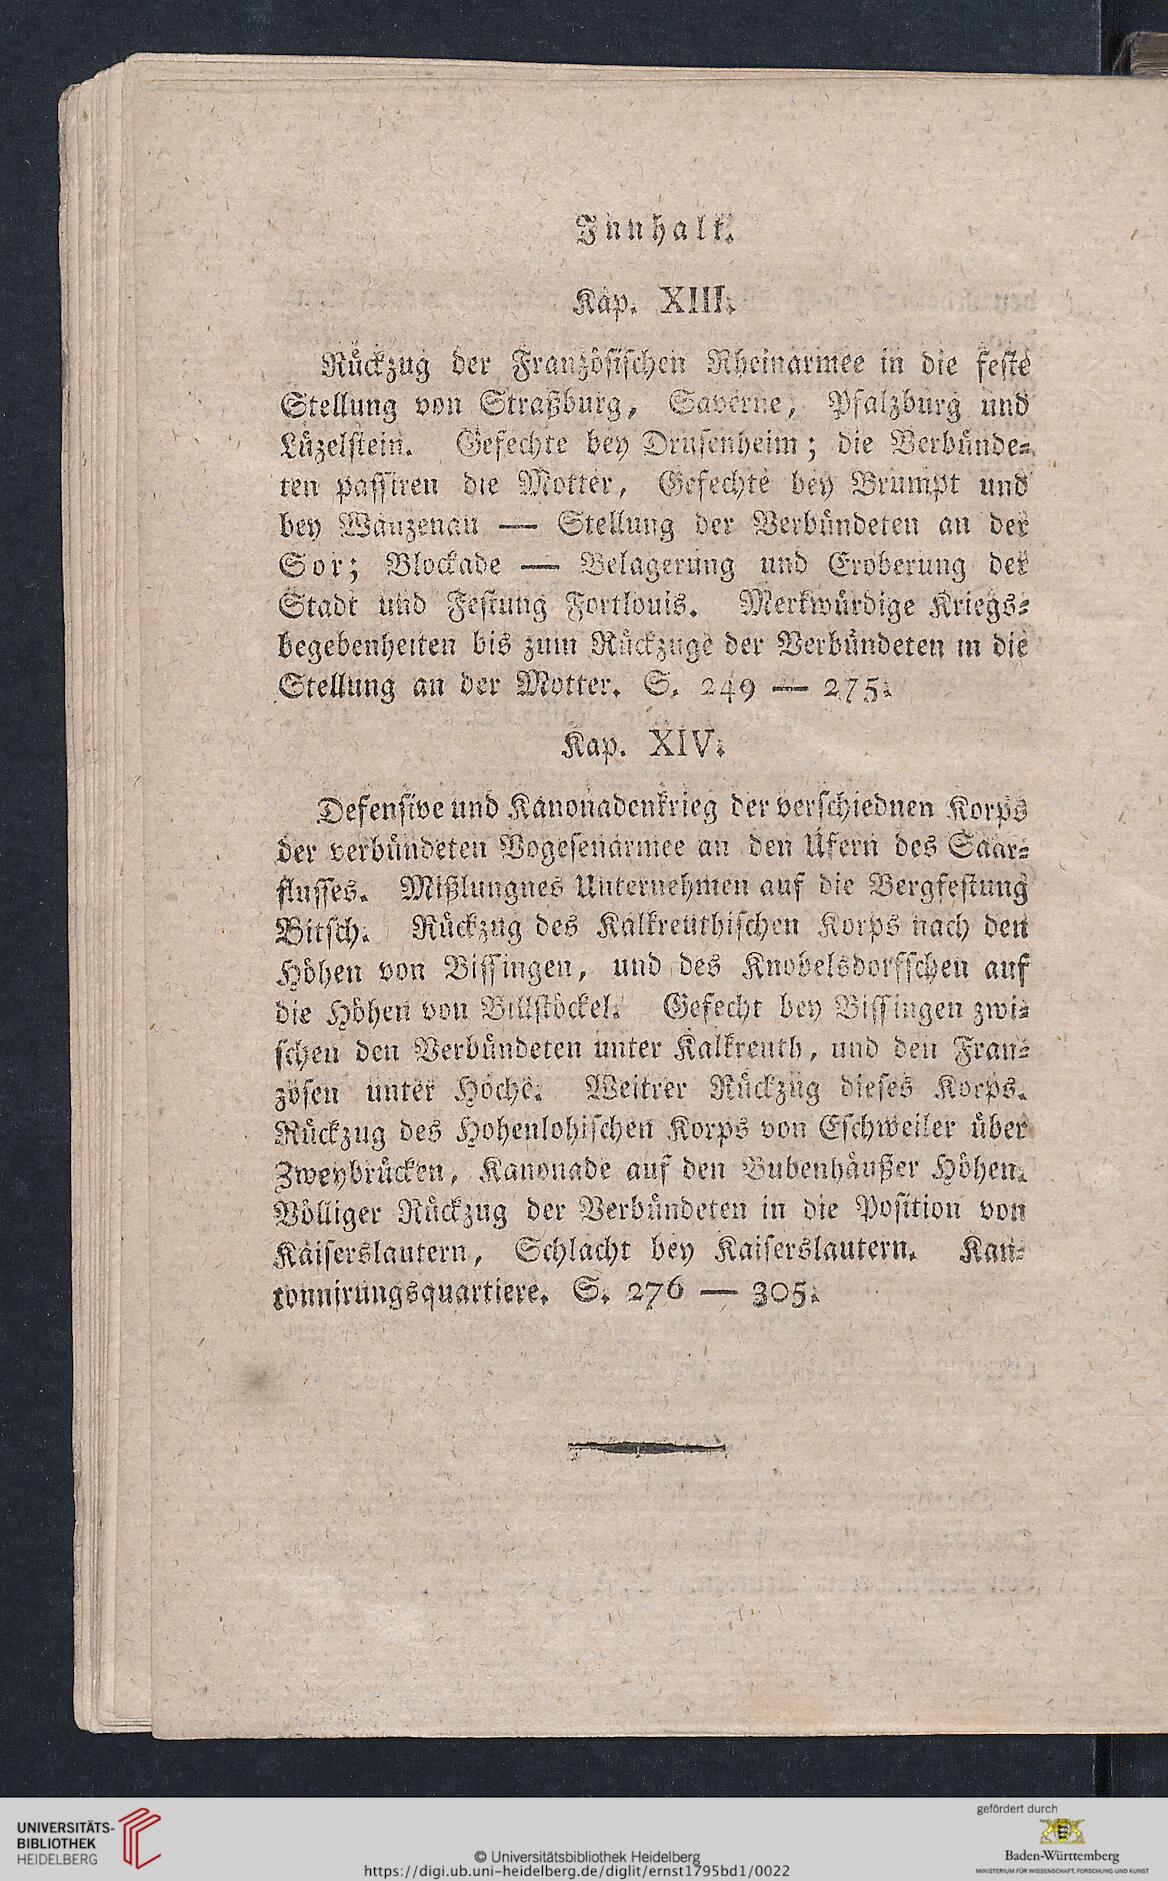 Innhalt.
Kap. XIII.
Rückzug der Französischen Rheinarmee in die feste
Stellung von Straßburg, Saverne, Pfalzburg und
Lüzelstein. Gefechte bey Drusenheim; die Verbünde-
ten passiren die Motter, Gefechte bey Brumpt und
bey Wanzenau — Stellung der Verbündeten an der
Sor; Blockade — Belagerung und Eroberung der
Stadt und Festung Fortlouis. Merkwürdige Kriegs-
begebenheiten bis zum Rückzuge der Verbündeten in die
Stellung an der Motter. S. 249 — 275.
Kap. XIV.
Defensive und Kanonadenkrieg der verschiednen Korps
der verbündeten Vogesenarmee an den Ufern des Saar-
flusses. Mißlungnes Unternehmen auf die Bergfestung
Bitsch. Rückzug des Kalkreuthischen Korps nach den
Höhen von Bissingen, und des Knobelsdorfschen auf
die Höhen von Billstöckel. Gefecht bey Bissingen zwi-
schen den Verbündeten unter Kalkreuth, und den Fran-
zosen unter Hoche. Weitrer Rückzug dieses Korps.
Rückzug des Hohenlohischen Korps von Eschweiler über
Zweybrücken, Kanonade auf den Bubenhäußer Höhen.
Völliger Rückzug der Verbündeten in die Position von
Kaiserslautern, Schlacht bey Kaiserslautern. Kan-
tonnirungsquartiere. S. 276 — 305.
UNIVERSITÄTS-
BIBLIOTHEK
HEIDELBERG
© Universitätsbibliothek Heidelberg
https://digi.ub.uni-heidelberg.de/diglit/ernst1795bd1/0022
gefördert durch
Baden-Württemberg
MINISTERIUM FÜR WISSENSCHAFT, FORSCHUNG UND KUNST